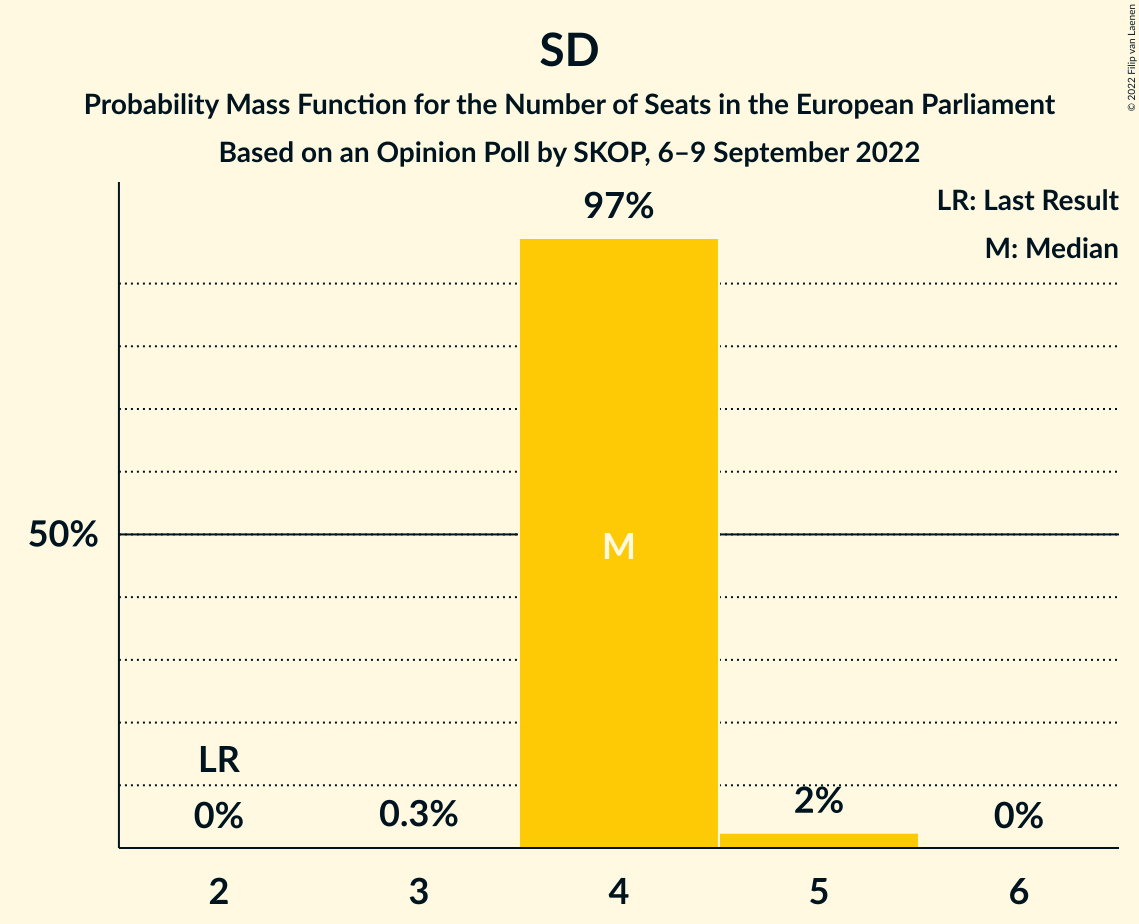 SD
Probability Mass Function for the Number of Seats in the European Parliament
Based on an Opinion Poll by SKOP, 6–9 September 2022
© 2022 Filip van Laenen
LR: Last Result
M: Median
97%
50%
M
LR
0%
0.3%
2%
0%
2
3
4
5
6